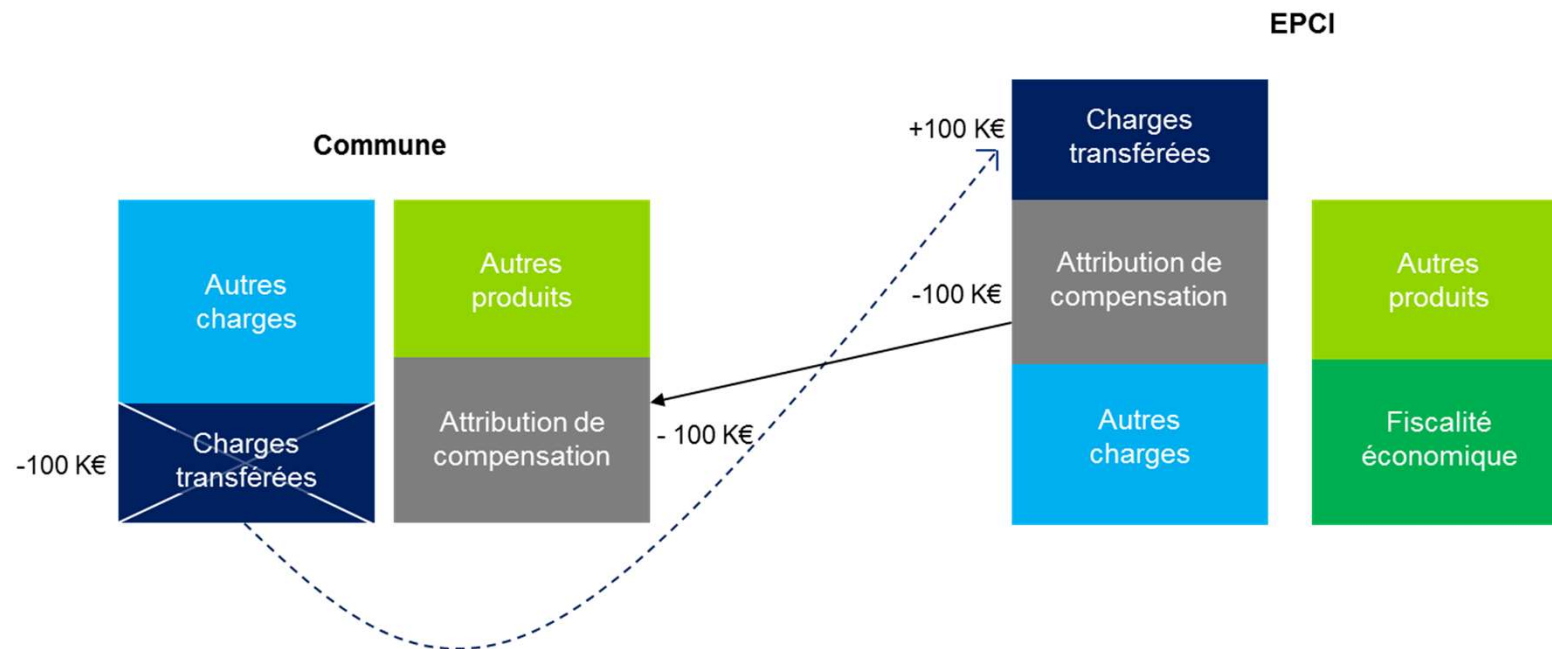 EPCI
Commune
+100 K€
Charges
transférées
Autres
charges
Autres
produits
Attribution de
compensation
-100 K€
Autres
produits
Charges
transférées
-100 K€
Attribution de
compensation
- 100 K€
Autres
charges
Fiscalité
économique